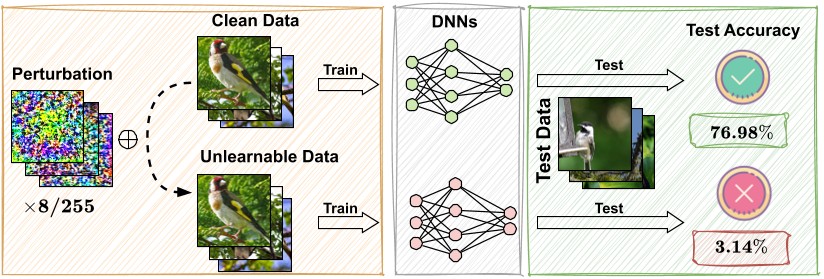 Clean Data
Perturbation
×8/255
Unlearnable Data
Train
Train
DNNs
Test Accuracy
Test
Test Data
76.98%
Test
3.14%